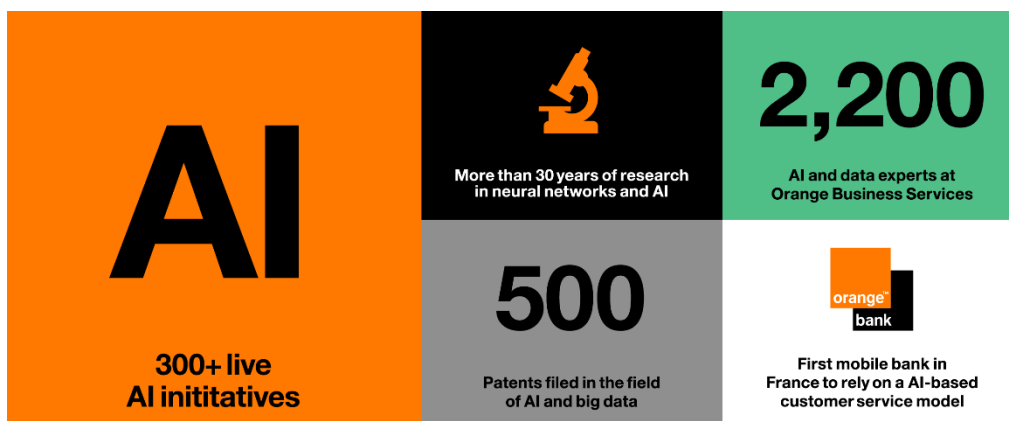 AI
300+ live
AI inititatives
More than 30 years of research
in neural networks and AI
2,200
AI and data experts at
Orange Business Services
500
Patents filed in the field
of AI and big data
orange™
bank
First mobile bank in
France to rely on a AI-based
customer service model